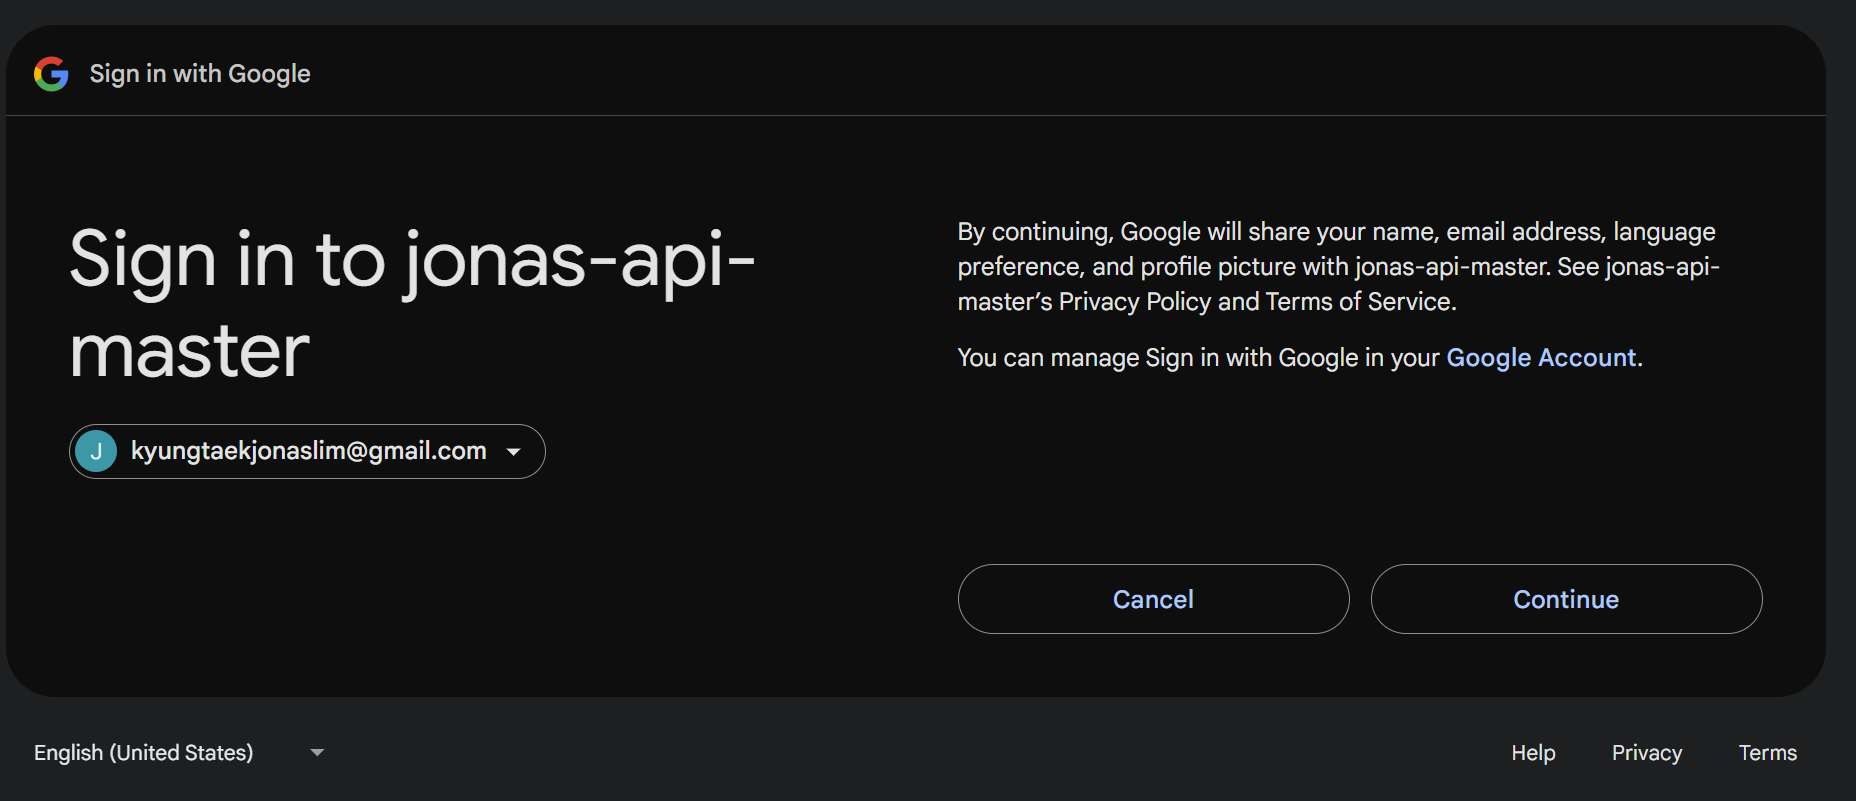 Sign in with Google
Sign in to jonas-api-
master
J kyungtaekjonaslim@gmail.com
By continuing, Google will share your name, email address, language
preference, and profile picture with jonas-api-master. See jonas-api-
master’s Privacy Policy and Terms of Service.
You can manage Sign in with Google in your Google Account.
Cancel Continue
English (United States) Help Privacy Terms